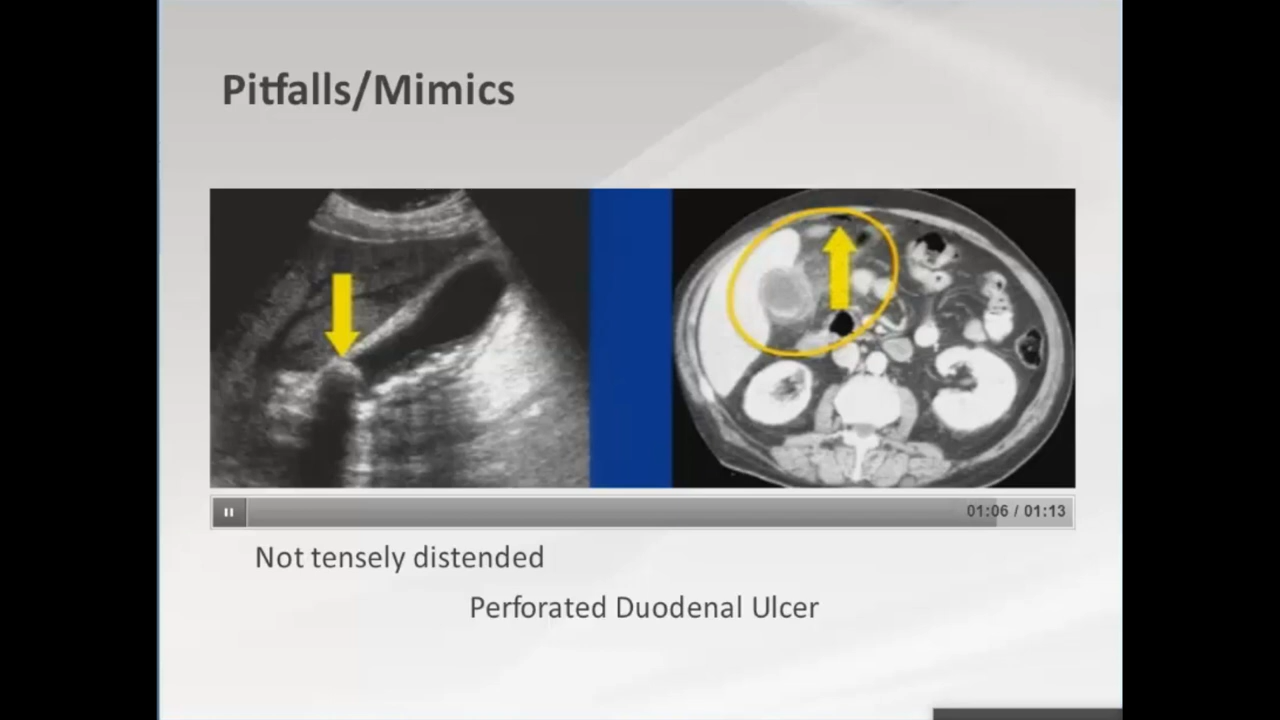 Pitfalls/Mimics
01:06 / 01:13
Not tensely distended
Perforated Duodenal Ulcer